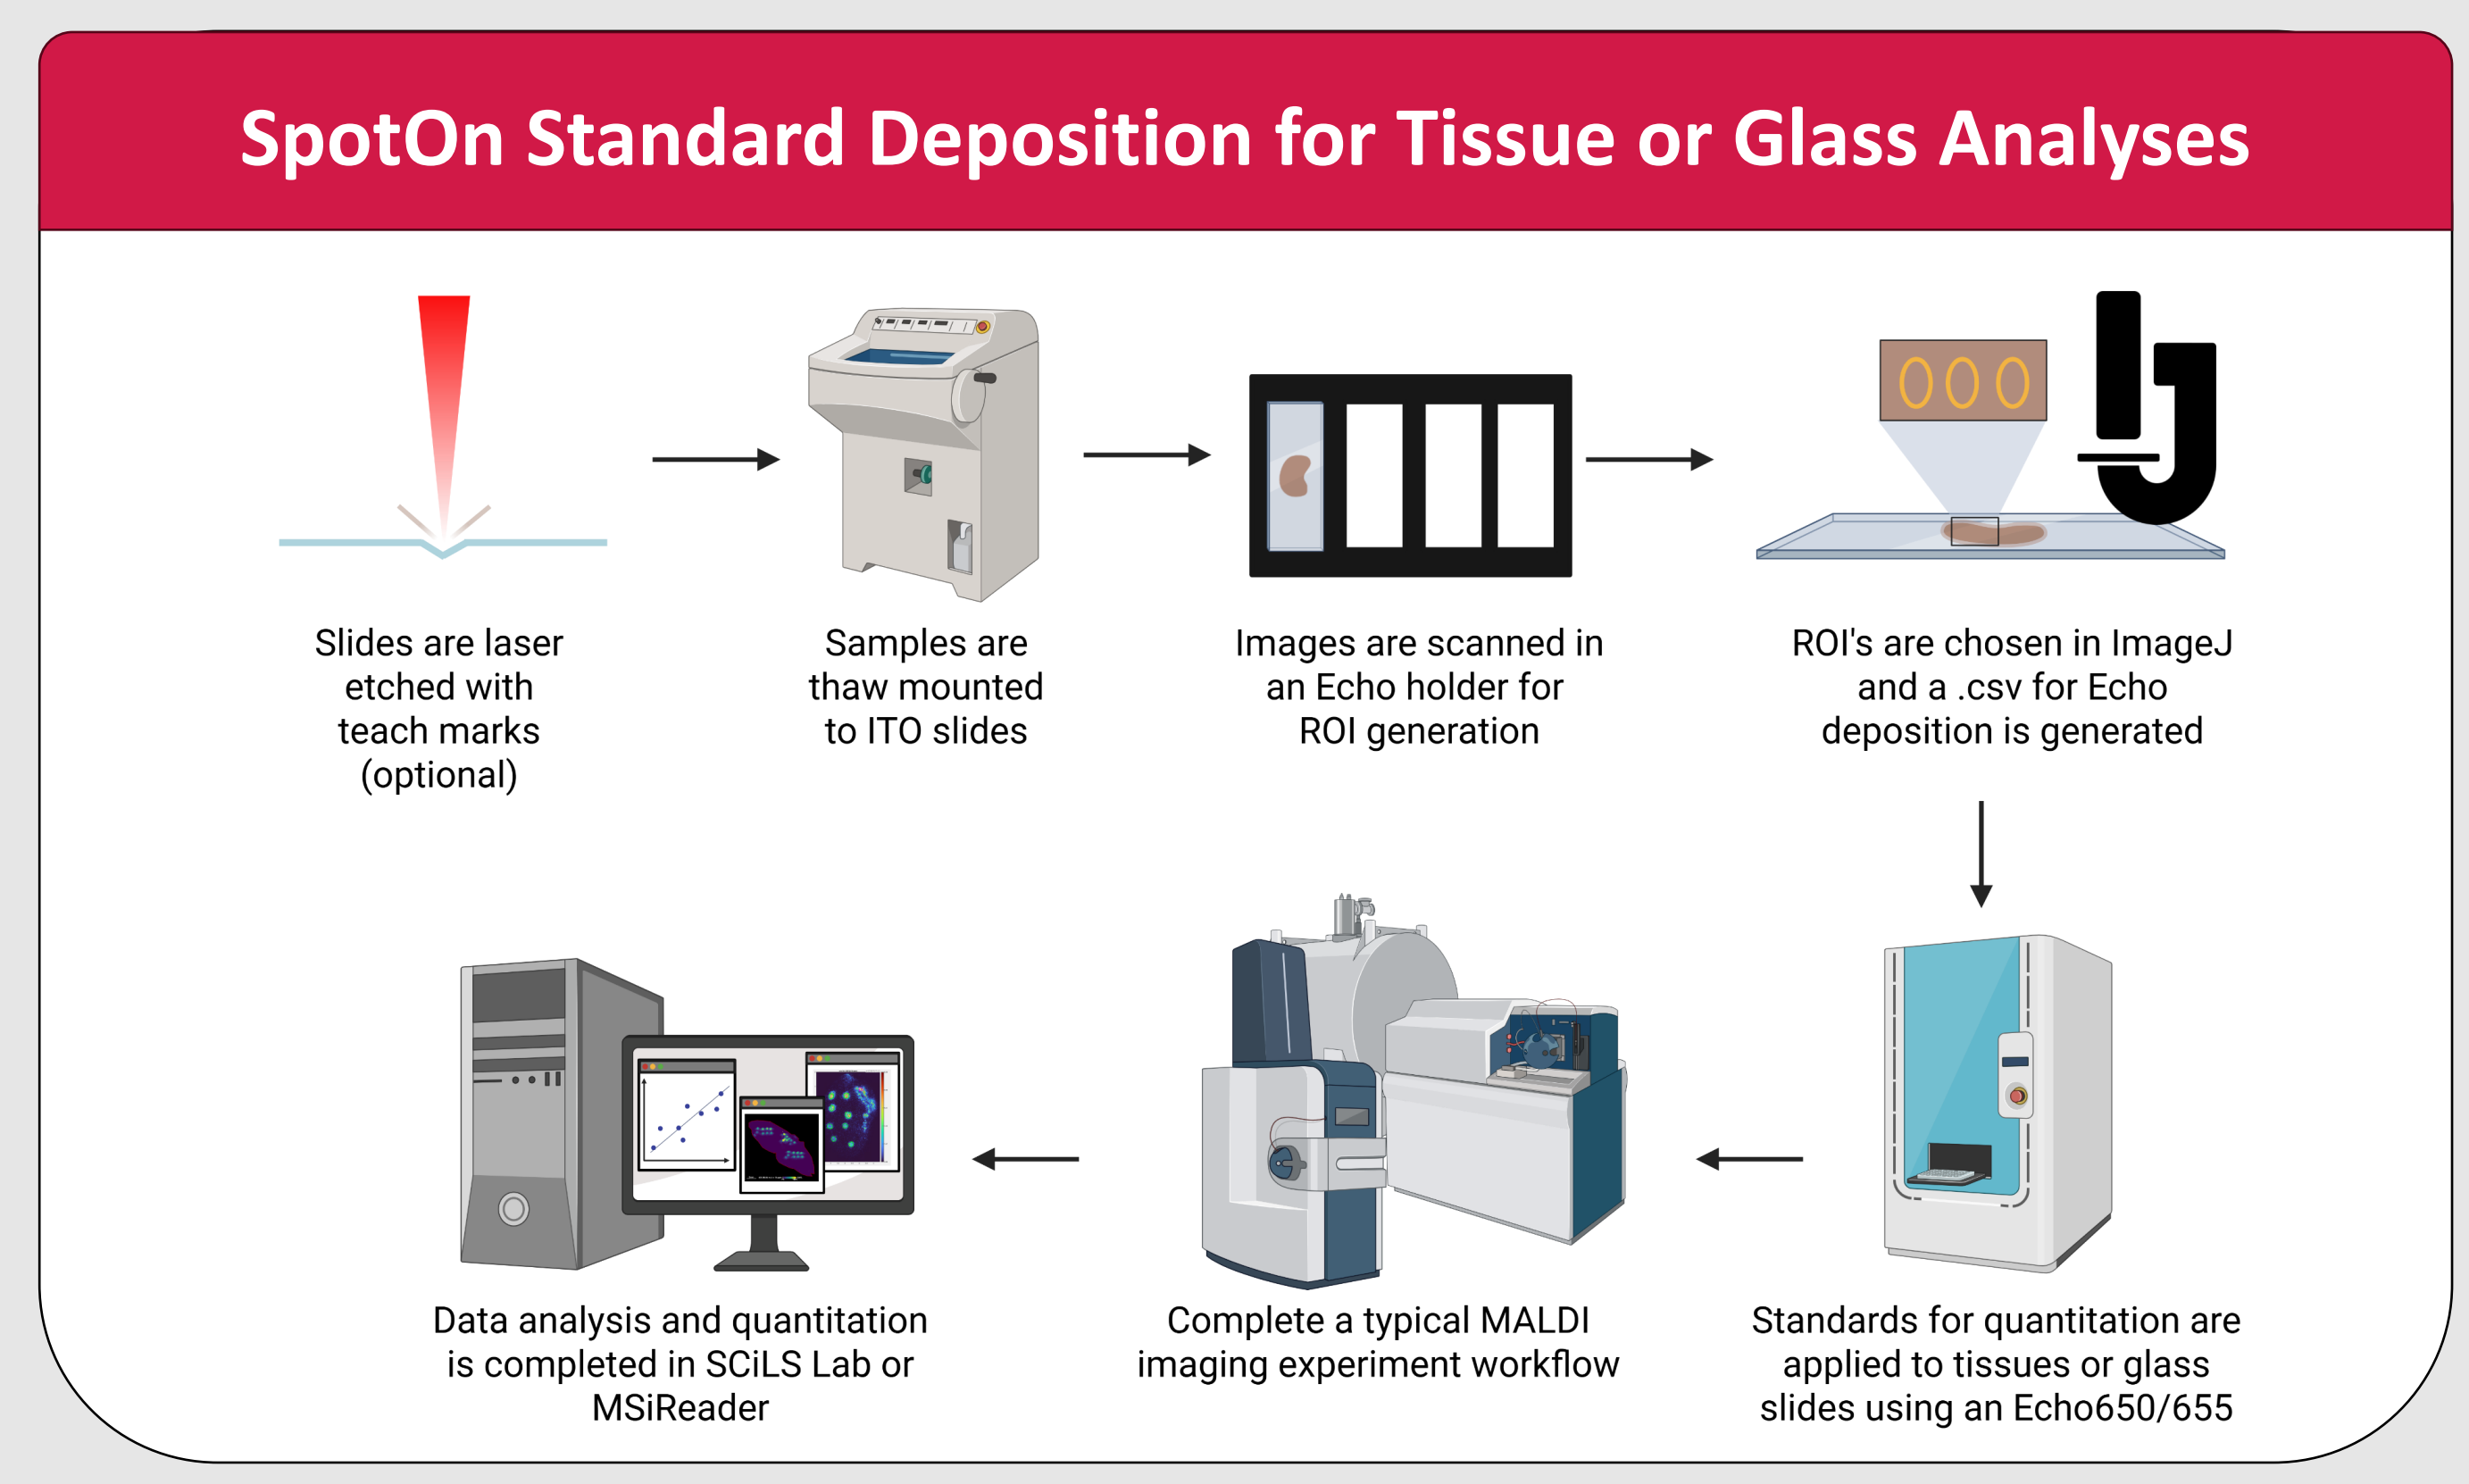 SpotOn Standard Deposition for Tissue or Glass Analyses
Slides are laser
etched with
teach marks
(optional)
Samples are
thaw mounted
to ITO slides
Images are scanned in
an Echo holder for
ROI generation
ROI's are chosen in ImageJ
and a .csv for Echo
deposition is generated
Standards for quantitation are
applied to tissues or glass
slides using an Echo650/655
Complete a typical MALDI
imaging experiment workflow
Data analysis and quantitation
is completed in SCiLS Lab or
MSiReader